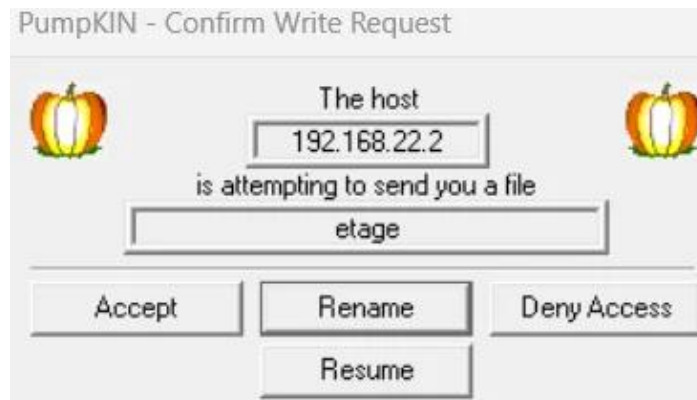 PumpKIN - Confirm Write Request
The host
192.168.22.2
is attempting to send you a file
etage
Accept Rename Deny Access
Resume